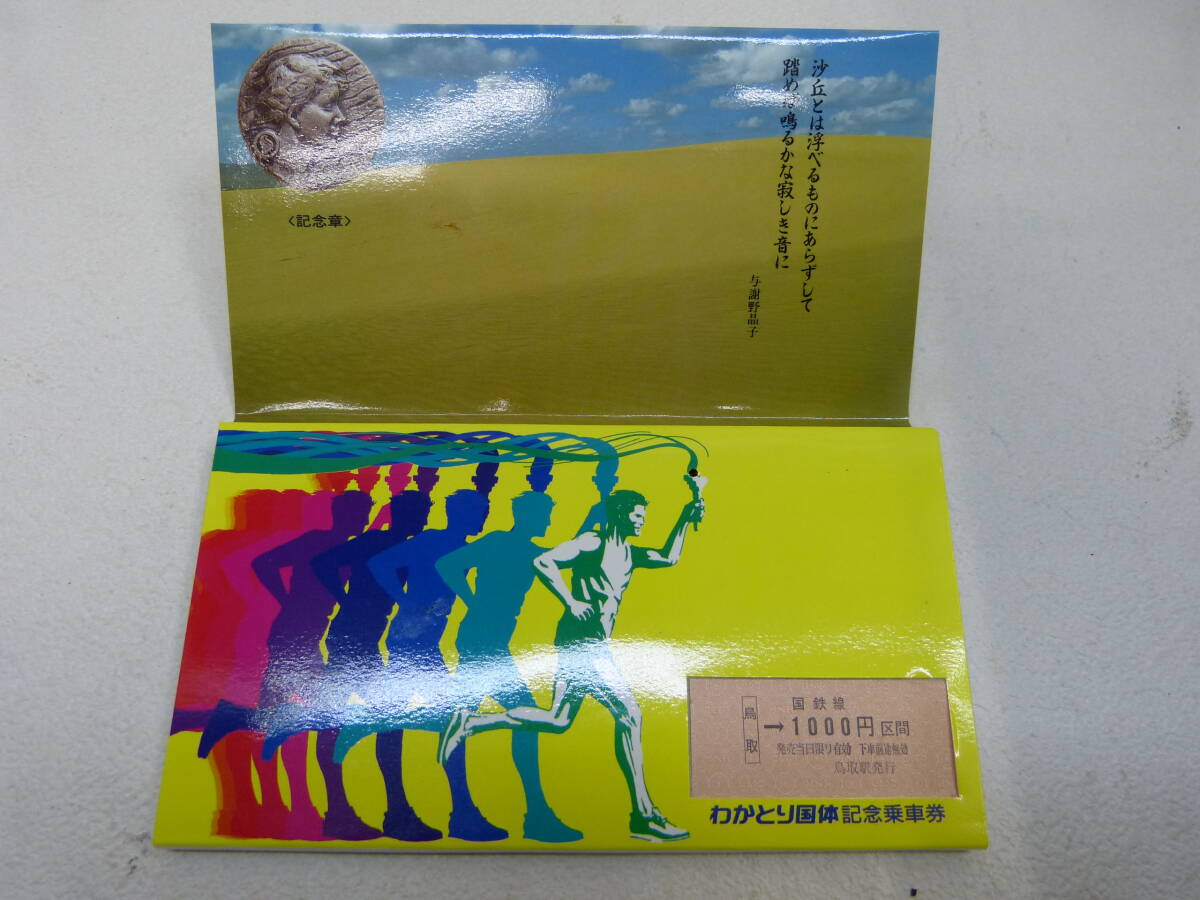 沙丘とは浮べるものにあらずして
踏めば鳴るかな寂しき音に
与謝野晶子
〈記念章〉
国鉄線
鳥取
→1000円区間
発売当日限り有効 下車前途無効
鳥取駅発行
わかとり国体記念乗車券